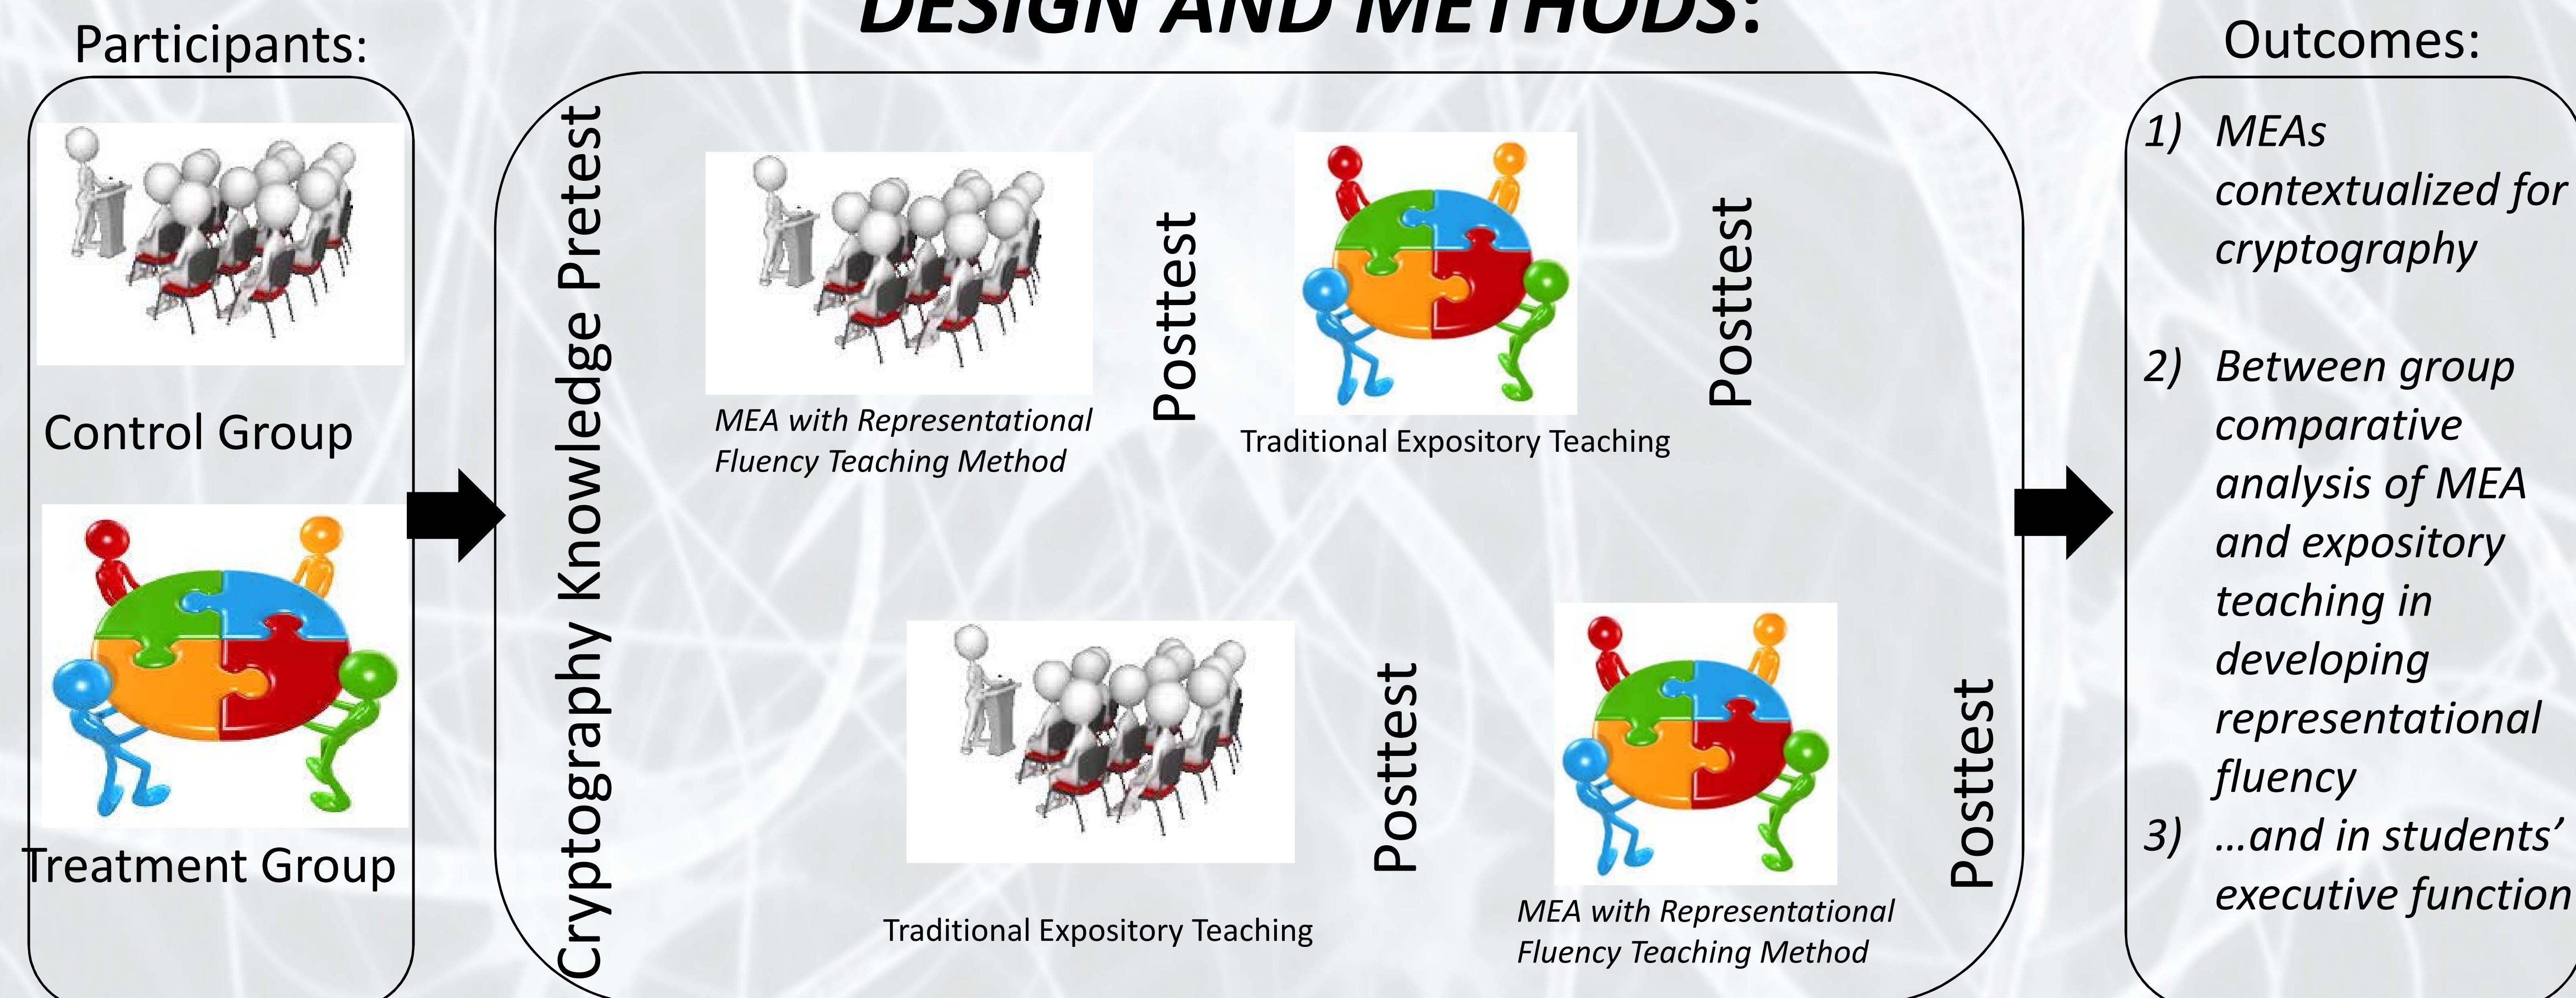 DESIGN AND METHODS:
Participants:
Control Group
Treatment Group
Cryptography Knowledge Pretest
MEA with Representational
Fluency Teaching Method
Posttest
Traditional Expository Teaching
Posttest
Traditional Expository Teaching
Posttest
MEA with Representational
Fluency Teaching Method
Posttest
Outcomes:
1) MEAs
contextualized for
cryptography
2) Between group
comparative
analysis of MEA
and expository
teaching in
developing
representational
fluency
3) …and in students’
executive function